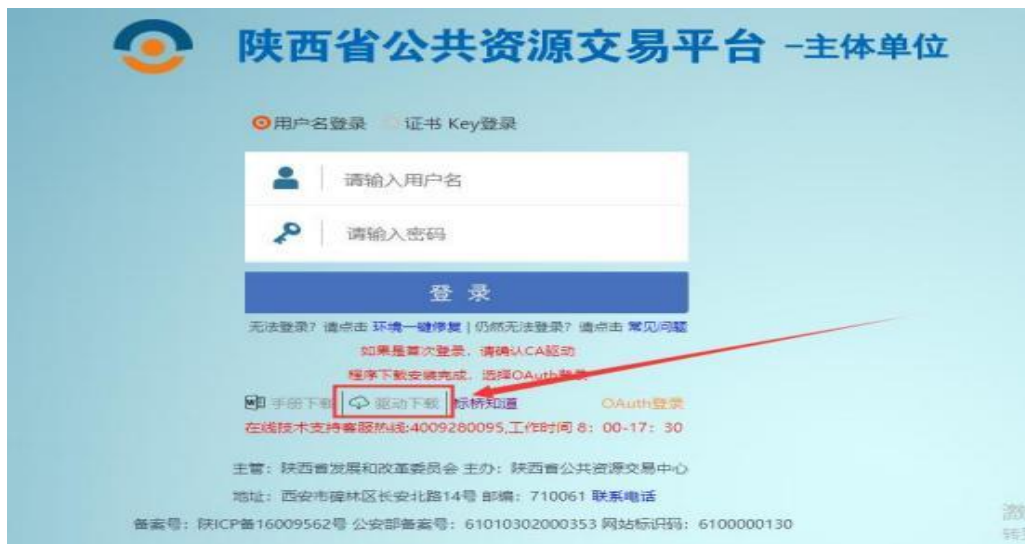 陕西省公共资源交易平台 -主体单位
用户名登录 证书 Key登录
请输入用户名
请输入密码
登 录
无法登录？请点击 环境一键修复 | 仍然无法登录？请点击 常见问题
如果是首次登录，请确认CA驱动
程序下载安装完成，选择OAuth登录
手册下载 驱动下载 标桥知道 OAuth登录
在线技术支持客服热线:4009280095,工作时间 8：00-17：30
主管：陕西省发展和改革委员会 主办：陕西省公共资源交易中心
地址：西安市碑林区长安北路14号 邮编：710061 联系电话
备案号：陕ICP备16009562号 公安部备案号：61010302000353 网站标识码：6100000130